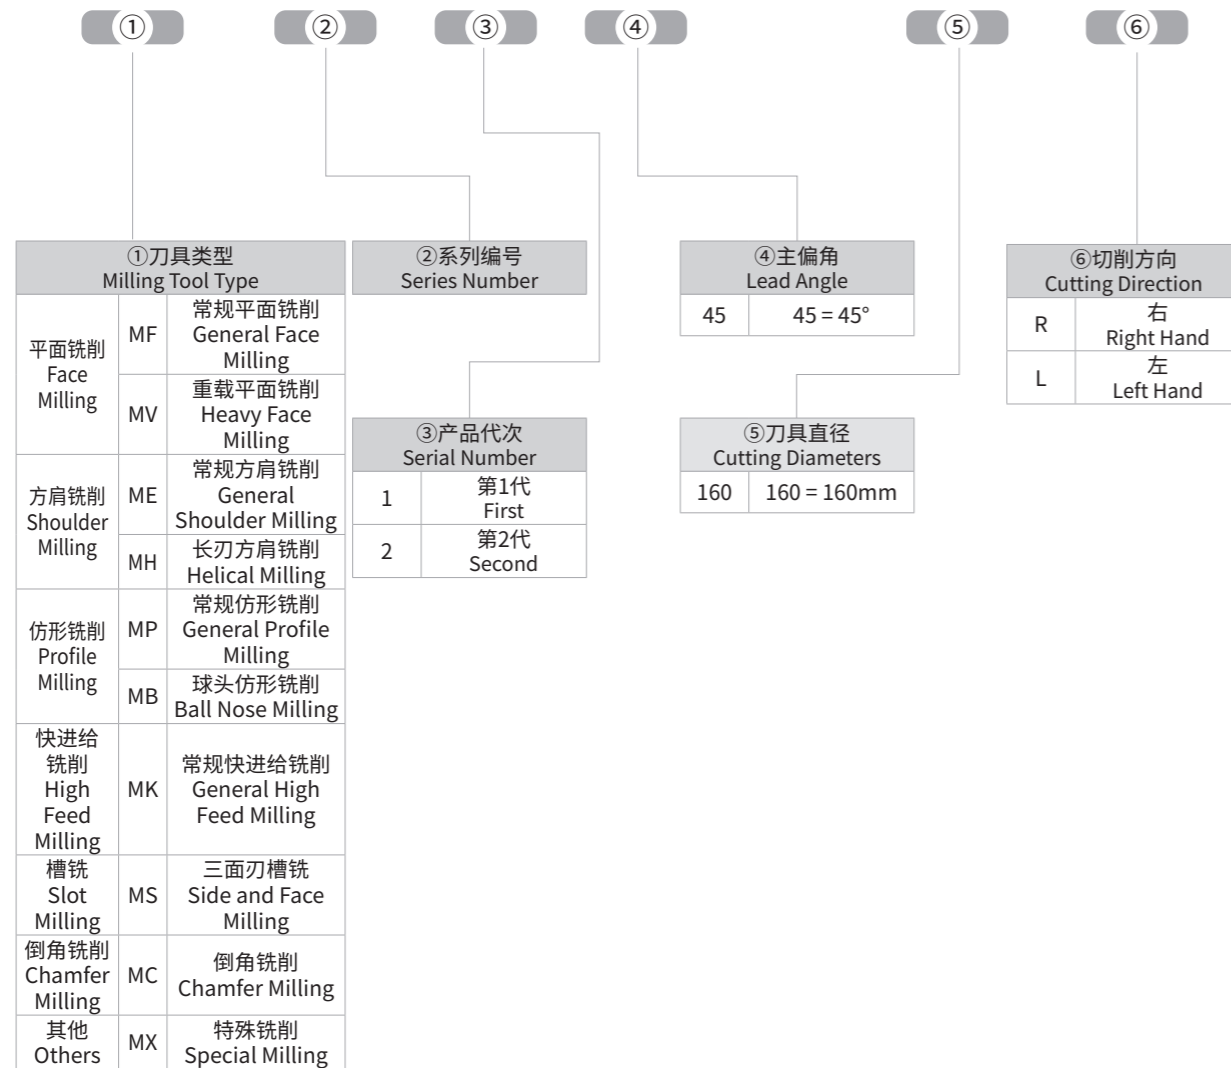 ①
②
③
④
⑤
⑥
①刀具类型
Milling Tool Type
平面铣削
Face
Milling
MF
常规平面铣削
General Face
Milling
MV
重载平面铣削
Heavy Face
Milling
方肩铣削
Shoulder
Milling
ME
常规方肩铣削
General
Shoulder Milling
MH
长刃方肩铣削
Helical Milling
仿形铣削
Profile
Milling
MP
常规仿形铣削
General Profile
Milling
MB
球头仿形铣削
Ball Nose Milling
快进给
铣削
High
Feed
Milling
MK
常规快进给铣削
General High
Feed Milling
槽铣
Slot
Milling
MS
三面刃槽铣
Side and Face
Milling
倒角铣削
Chamfer
Milling
MC
倒角铣削
Chamfer Milling
其他
Others
MX
特殊铣削
Special Milling
②系列编号
Series Number
③产品代次
Serial Number
1
第1代
First
2
第2代
Second
④主偏角
Lead Angle
45
45 = 45°
⑤刀具直径
Cutting Diameters
160
160 = 160mm
⑥切削方向
Cutting Direction
R
右
Right Hand
L
左
Left Hand